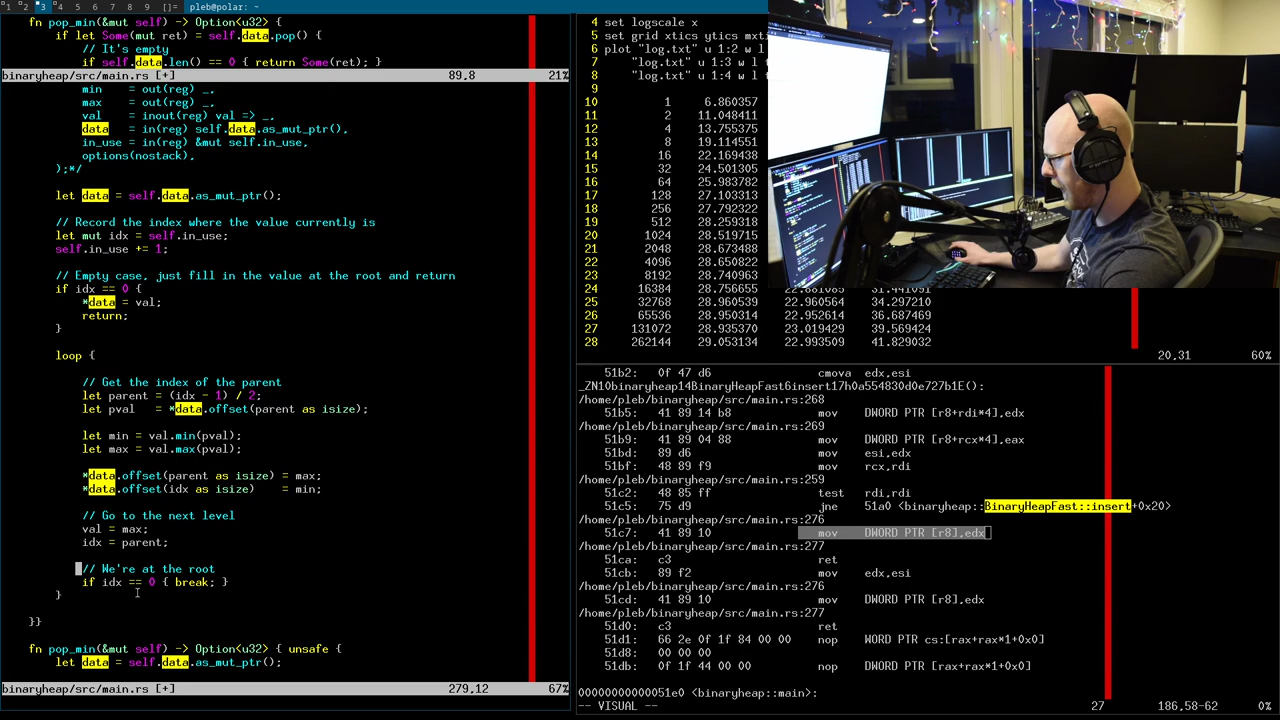 1 2 3 4 5 6 7 8 9 []= pleb@polar: ~
fn pop_min(&mut self) -> Option<u32> {
if let Some(mut ret) = self.data.pop() {
// It's empty
if self.data.len() == 0 { return Some(ret); }
binaryheap/src/main.rs [+] 89,8 21%
min = out(reg) _,
max = out(reg) _,
val = inout(reg) val => _,
data = in(reg) self.data.as_mut_ptr(),
in_use = in(reg) &mut self.in_use,
options(nostack),
);*/
let data = self.data.as_mut_ptr();
// Record the index where the value currently is
let mut idx = self.in_use;
self.in_use += 1;
// Empty case, just fill in the value at the root and return
if idx == 0 {
*data = val;
return;
}
loop {
// Get the index of the parent
let parent = (idx - 1) / 2;
let pval = *data.offset(parent as isize);
let min = val.min(pval);
let max = val.max(pval);
*data.offset(parent as isize) = max;
*data.offset(idx as isize) = min;
// Go to the next level
val = max;
idx = parent;
// We're at the root
if idx == 0 { break; }
}
}}
fn pop_min(&mut self) -> Option<u32> { unsafe {
let data = self.data.as_mut_ptr();
binaryheap/src/main.rs [+] 279,12 67%
4 set logscale x
5 set grid xtics ytics mxti
6 plot "log.txt" u 1:2 w l
7 "log.txt" u 1:3 w l
8 "log.txt" u 1:4 w l
9
10 1 6.860357
11 2 11.048411
12 4 13.755375
13 8 19.114551
14 16 22.169438
15 32 24.501305
16 64 25.983782
17 128 27.103313
18 256 27.792322
19 512 28.259318
20 1024 28.519715
21 2048 28.673488
22 4096 28.650822
23 8192 28.740963
24 16384 28.756655
25 32768 28.960539 22.960564 34.297210
26 65536 28.950314 22.952614 36.687469
27 131072 28.935370 23.019429 39.569424
28 262144 29.053134 22.993509 41.829032
20,31 60%
51b2: 0f 47 d6 cmova edx,esi
_ZN10binaryheap14BinaryHeapFast6insert17h0a554830d0e727b1E():
/home/pleb/binaryheap/src/main.rs:268
51b5: 41 89 14 b8 mov DWORD PTR [r8+rdi*4],edx
/home/pleb/binaryheap/src/main.rs:269
51b9: 41 89 04 88 mov DWORD PTR [r8+rcx*4],eax
51bd: 89 d6 mov esi,edx
51bf: 48 89 f9 mov rcx,rdi
/home/pleb/binaryheap/src/main.rs:259
51c2: 48 85 ff test rdi,rdi
51c5: 75 d9 jne 51a0 <binaryheap::BinaryHeapFast::insert+0x20>
/home/pleb/binaryheap/src/main.rs:276
51c7: 41 89 10 mov DWORD PTR [r8],edx
/home/pleb/binaryheap/src/main.rs:277
51ca: c3 ret
51cb: 89 f2 mov edx,esi
/home/pleb/binaryheap/src/main.rs:276
51cd: 41 89 10 mov DWORD PTR [r8],edx
/home/pleb/binaryheap/src/main.rs:277
51d0: c3 ret
51d1: 66 2e 0f 1f 84 00 00 nop WORD PTR cs:[rax+rax*1+0x0]
51d8: 00 00 00
51db: 0f 1f 44 00 00 nop DWORD PTR [rax+rax*1+0x0]
00000000000051e0 <binaryheap::main>:
-- VISUAL -- 27 186,58-62 0%